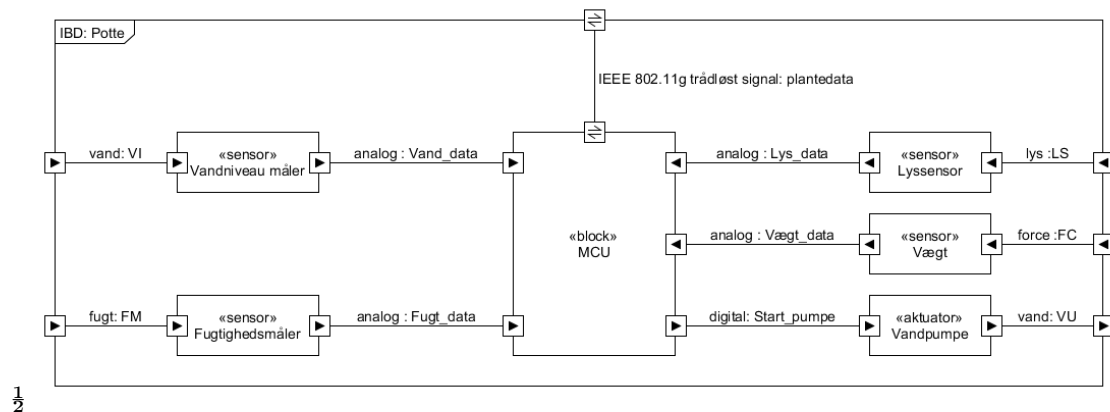 IBD: Potte
IEEE 802.11g trådløst signal: plantedata
vand: VI
«sensor»
Vandniveau måler
analog : Vand_data
analog : Lys_data
«sensor»
Lyssensor
lys :LS
«block»
MCU
analog : Vægt_data
«sensor»
Vægt
force :FC
fugt: FM
«sensor»
Fugtighedsmåler
analog : Fugt_data
digital: Start_pumpe
«aktuator»
Vandpumpe
vand: VU
1
2